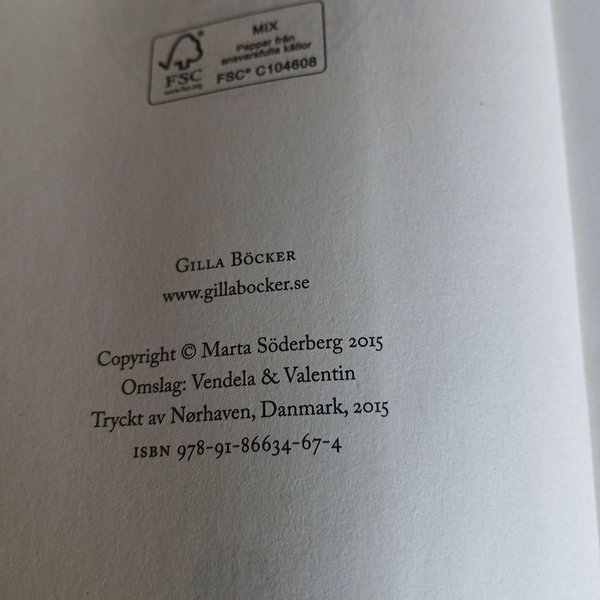 MIX
Papper från
ansvarsfulla källor
FSC® C104608
FSC
www.fsc.org
GILLA BÖCKER
www.gillabocker.se
Copyright © Marta Söderberg 2015
Omslag: Vendela & Valentin
Tryckt av Nørhaven, Danmark, 2015
ISBN 978-91-86634-67-4